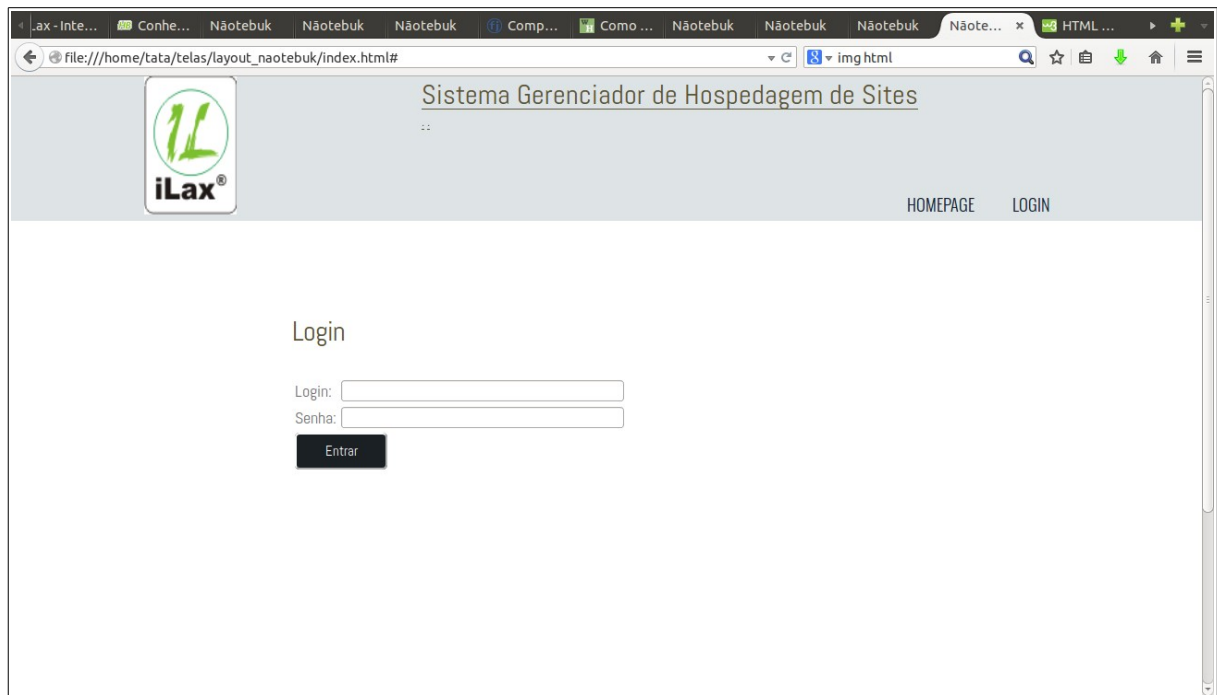 .ax - Inte... Conhe... Nãotebuk Nãotebuk Nãotebuk Comp... Como ... Nãotebuk Nãotebuk Nãotebuk Nãote... HTML ...
file:///home/tata/telas/layout_naotebuk/index.html# img html
Sistema Gerenciador de Hospedagem de Sites
iLax®
HOMEPAGE LOGIN
Login
Login:
Senha:
Entrar